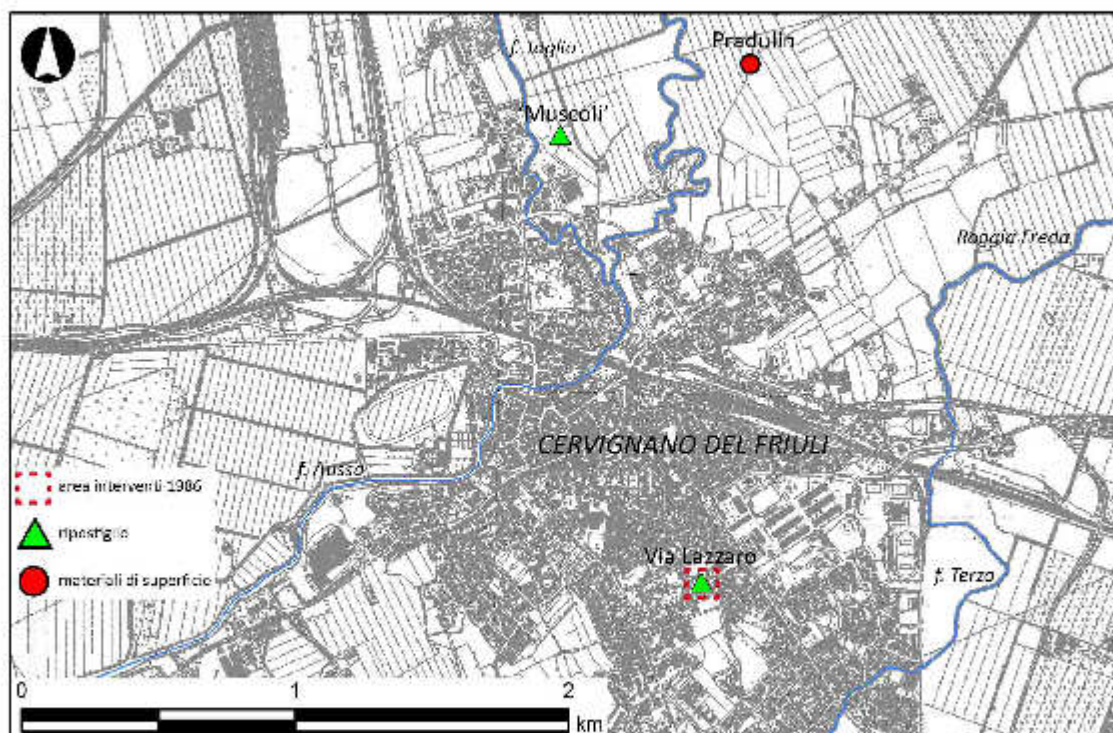 f. Taglio
Pradulin
'Muscoli'
Roggia Freda
CERVIGNANO DEL FRIULI
f. Aussa
area interventi 1986
ripostiglio
Via Lazzaro
materiali di superficie
f. Terzo
0 1 2
km